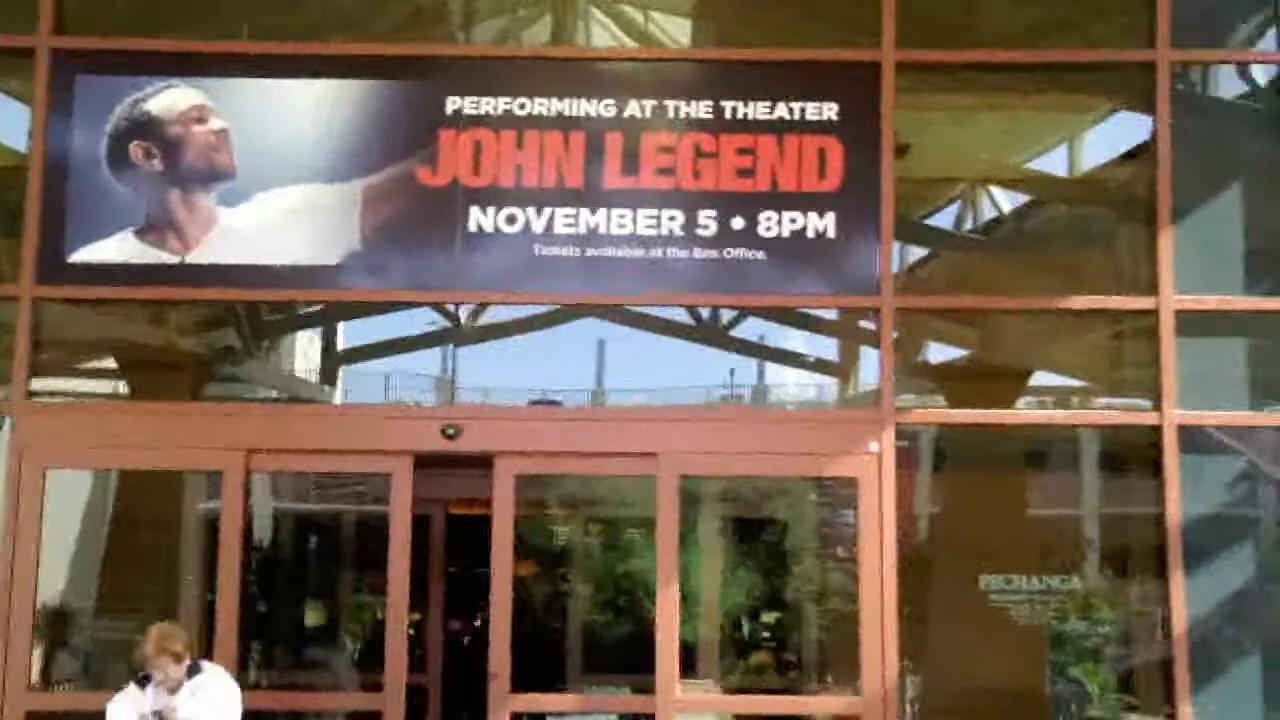 PERFORMING AT THE THEATER
JOHN LEGEND
NOVEMBER 5 • 8PM
Tickets available at the Box Office.
PECHANGA